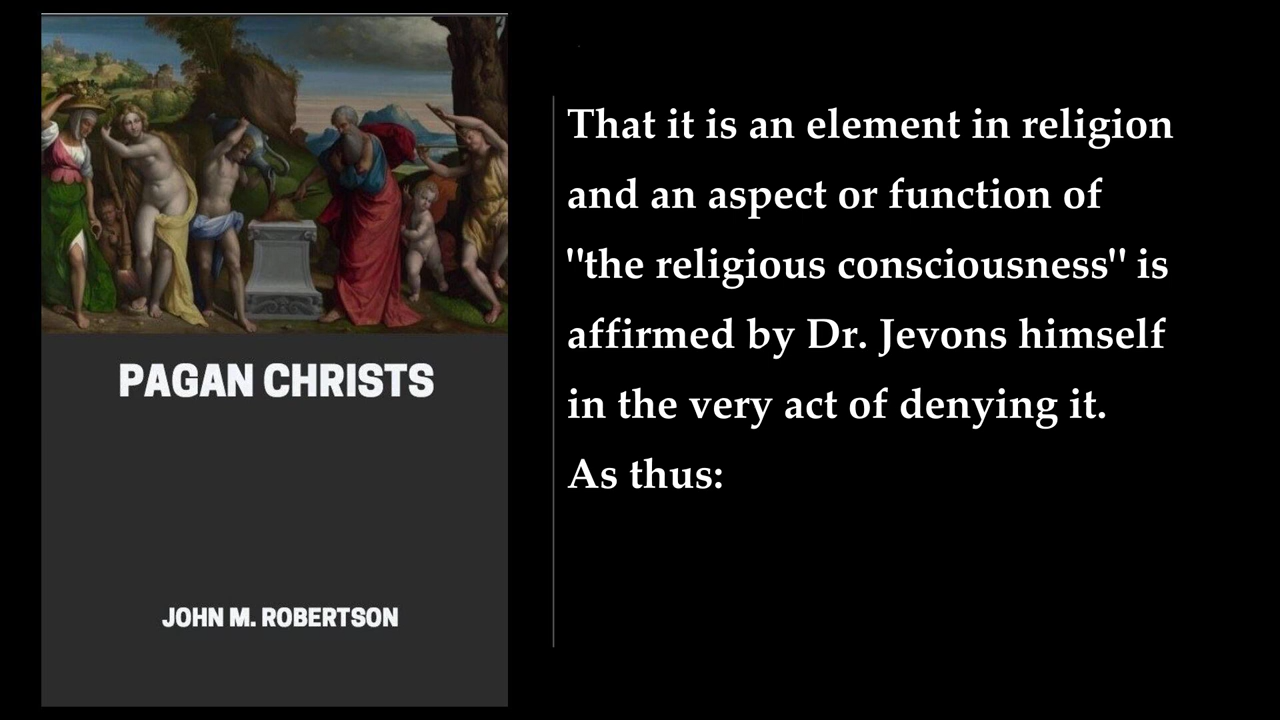 PAGAN CHRISTS
JOHN M. ROBERTSON
That it is an element in religion
and an aspect or function of
"the religious consciousness" is
affirmed by Dr. Jevons himself
in the very act of denying it.
As thus: